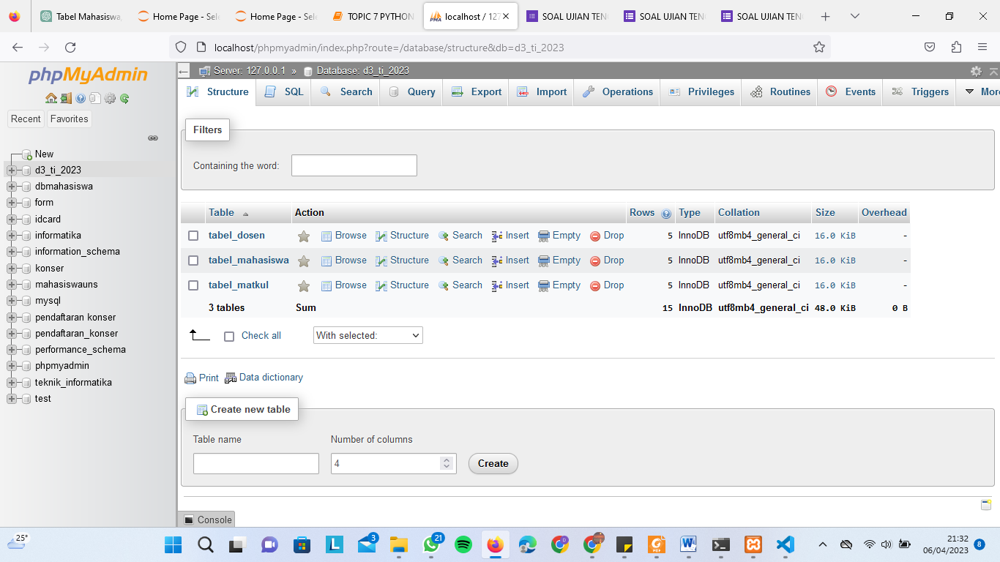 Tabel Mahasiswa,
Home Page - Sele
Home Page - Sele
TOPIC 7 PYTHON
PMA localhost / 127
SOAL UJIAN TENG
SOAL UJIAN TENG
SOAL UJIAN TENG
localhost/phpmyadmin/index.php?route=/database/structure&db=d3_ti_2023
phpMyAdmin
Recent Favorites
New
d3_ti_2023
dbmahasiswa
form
idcard
informatika
information_schema
konser
mahasiswauns
mysql
pendaftaran konser
pendaftaran_konser
performance_schema
phpmyadmin
teknik_informatika
test
Server: 127.0.0.1 » Database: d3_ti_2023
Structure SQL Search Query Export Import Operations Privileges Routines Events Triggers More
Filters
Containing the word:
Table Action Rows Type Collation Size Overhead
tabel_dosen Browse Structure Search Insert Empty Drop 5 InnoDB utf8mb4_general_ci 16.0 KiB -
tabel_mahasiswa Browse Structure Search Insert Empty Drop 5 InnoDB utf8mb4_general_ci 16.0 KiB -
tabel_matkul Browse Structure Search Insert Empty Drop 5 InnoDB utf8mb4_general_ci 16.0 KiB -
3 tables Sum 15 InnoDB utf8mb4_general_ci 48.0 KiB 0 B
Check all With selected:
Print Data dictionary
Create new table
Table name Number of columns
4 Create
Console
25° L 3 21 PDF W 21:32
06/04/2023 8